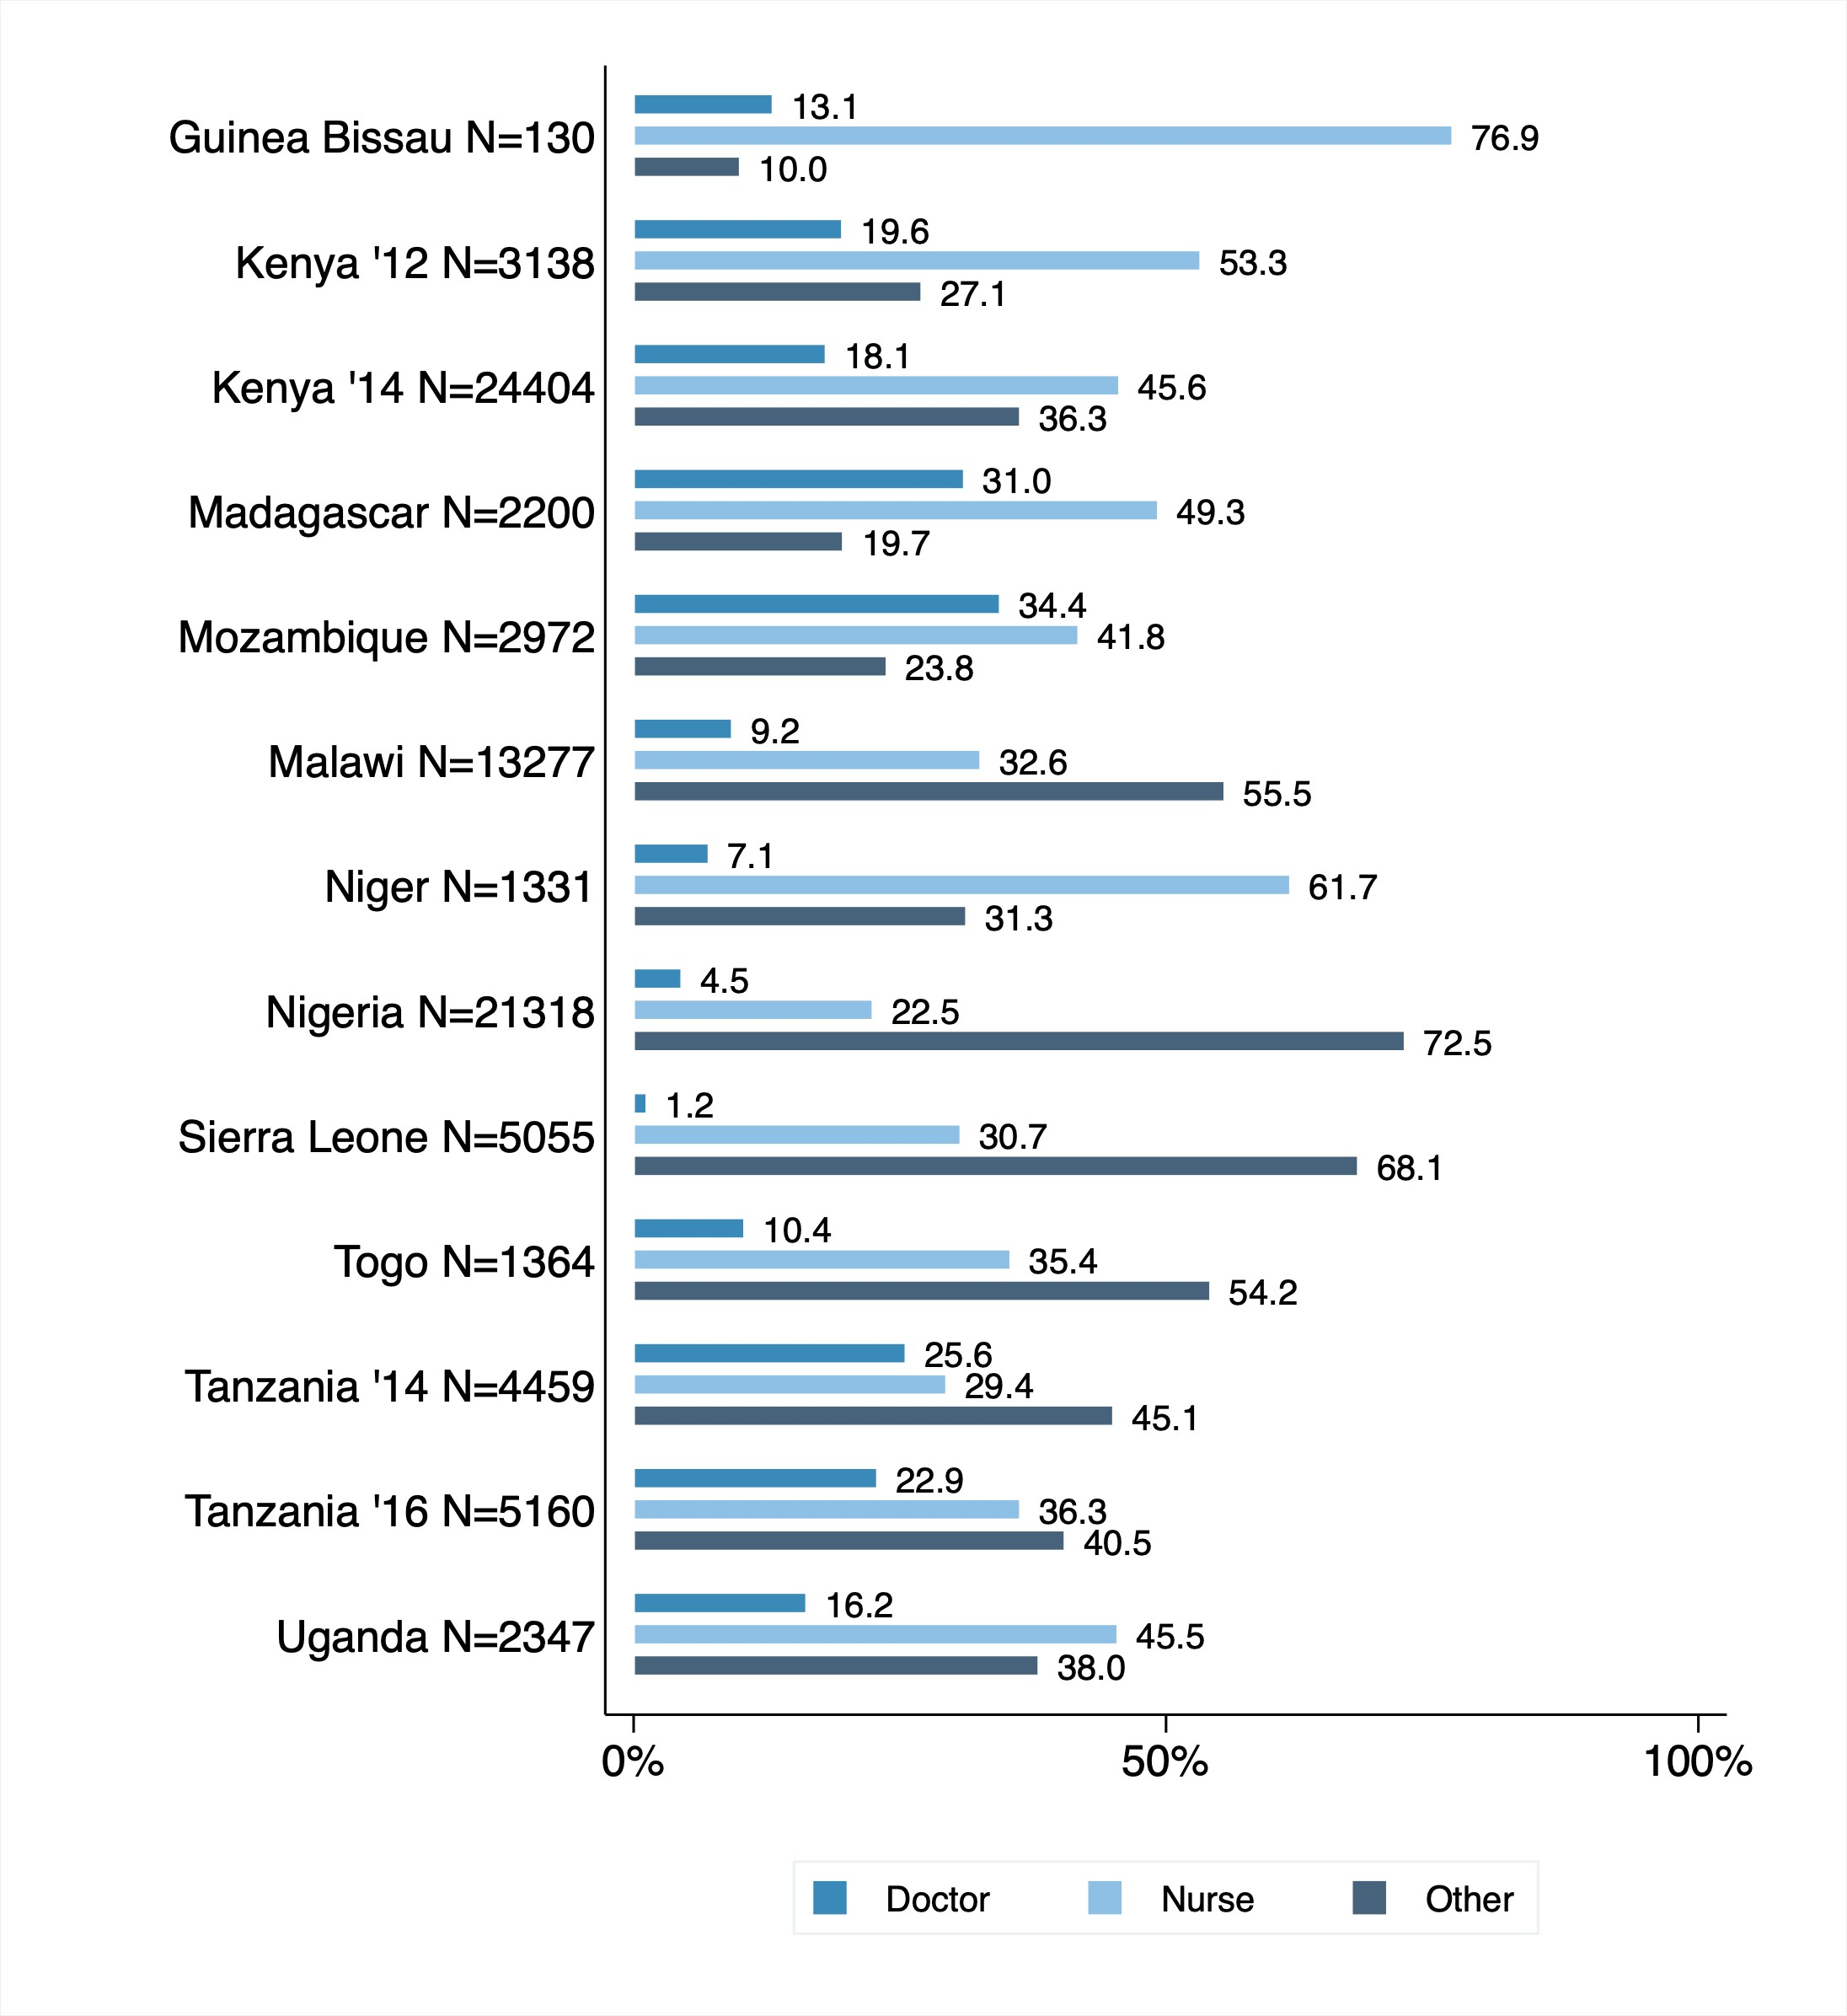 13.1
Guinea Bissau N=130 76.9
10.0
19.6
Kenya '12 N=3138 53.3
27.1
18.1
Kenya '14 N=24404 45.6
36.3
31.0
Madagascar N=2200 49.3
19.7
34.4
Mozambique N=2972 41.8
23.8
9.2
Malawi N=13277 32.6
55.5
7.1
Niger N=1331 61.7
31.3
4.5
Nigeria N=21318 22.5
72.5
1.2
Sierra Leone N=5055 30.7
68.1
10.4
Togo N=1364 35.4
54.2
25.6
Tanzania '14 N=4459 29.4
45.1
22.9
Tanzania '16 N=5160 36.3
40.5
16.2
Uganda N=2347 45.5
38.0
0% 50% 100%
Doctor Nurse Other